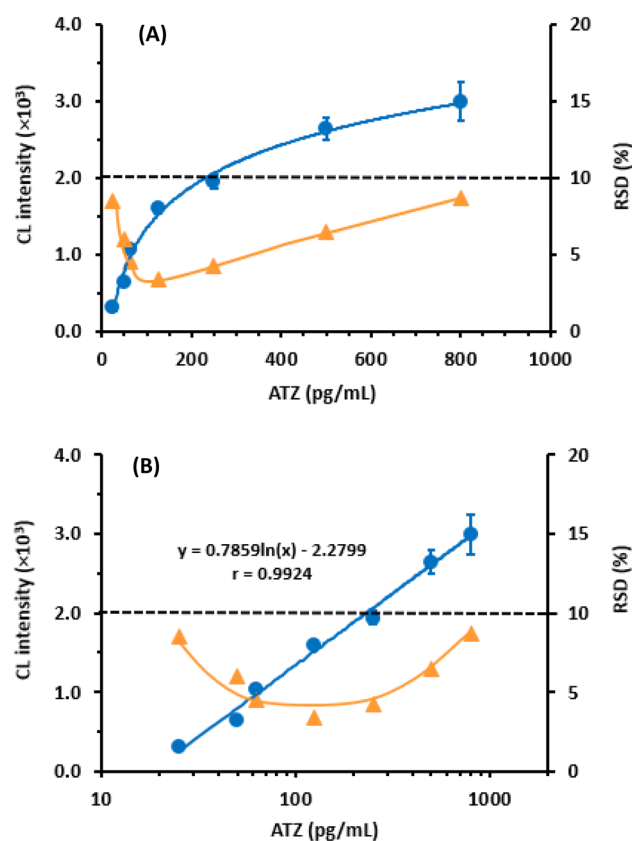 (A)
CL intensity (×10³)
4.0
3.0
2.0
1.0
0.0
20
15
10
5
0
RSD (%)
0 200 400 600 800 1000
ATZ (pg/mL)
(B)
CL intensity (×10³)
4.0
3.0
2.0
1.0
0.0
y = 0.7859ln(x) - 2.2799
r = 0.9924
20
15
10
5
0
RSD (%)
10 100 1000
ATZ (pg/mL)